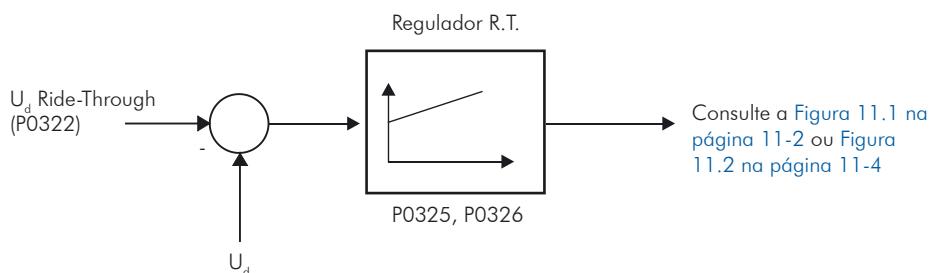 Regulador R.T.
U_d Ride-Through
(P0322)
-
Consulte a Figura 11.1 na
página 11-2 ou Figura
11.2 na página 11-4
P0325, P0326
U_d